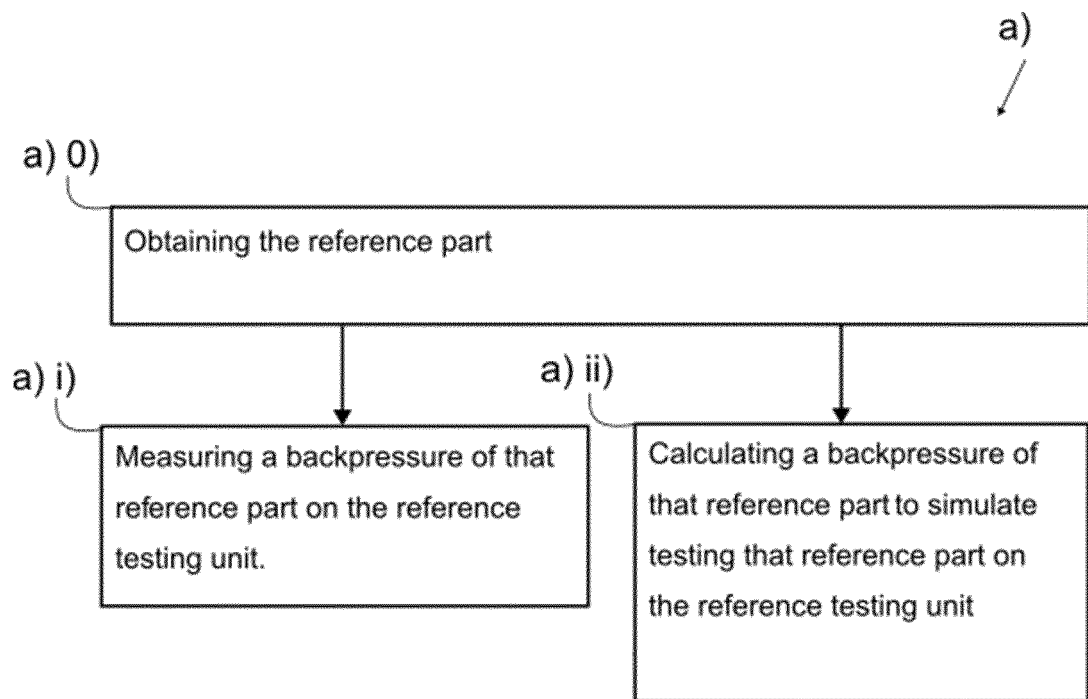 a)
a) 0)
Obtaining the reference part
a) i)
Measuring a backpressure of that
reference part on the reference
testing unit.
a) ii)
Calculating a backpressure of
that reference part to simulate
testing that reference part on
the reference testing unit